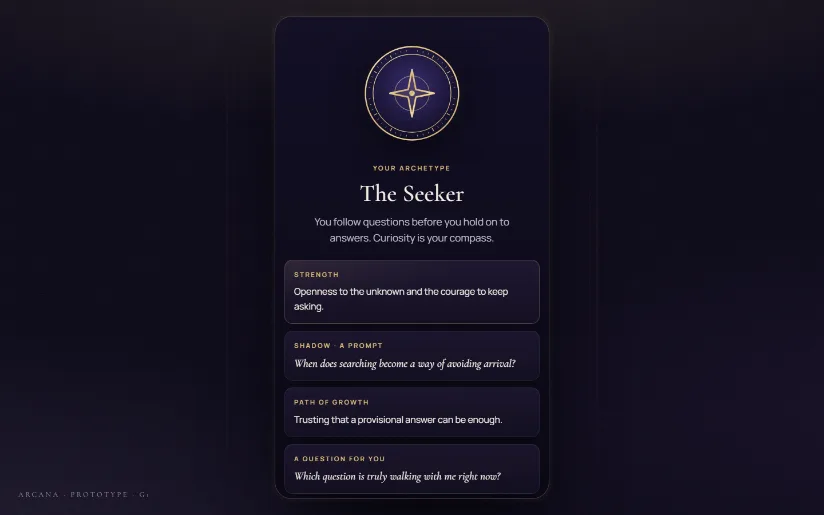 YOUR ARCHETYPE
The Seeker
You follow questions before you hold on to
answers. Curiosity is your compass.
STRENGTH
Openness to the unknown and the courage to keep
asking.
SHADOW · A PROMPT
When does searching become a way of avoiding arrival?
PATH OF GROWTH
Trusting that a provisional answer can be enough.
A QUESTION FOR YOU
Which question is truly walking with me right now?
ARCANA · PROTOTYPE · G1